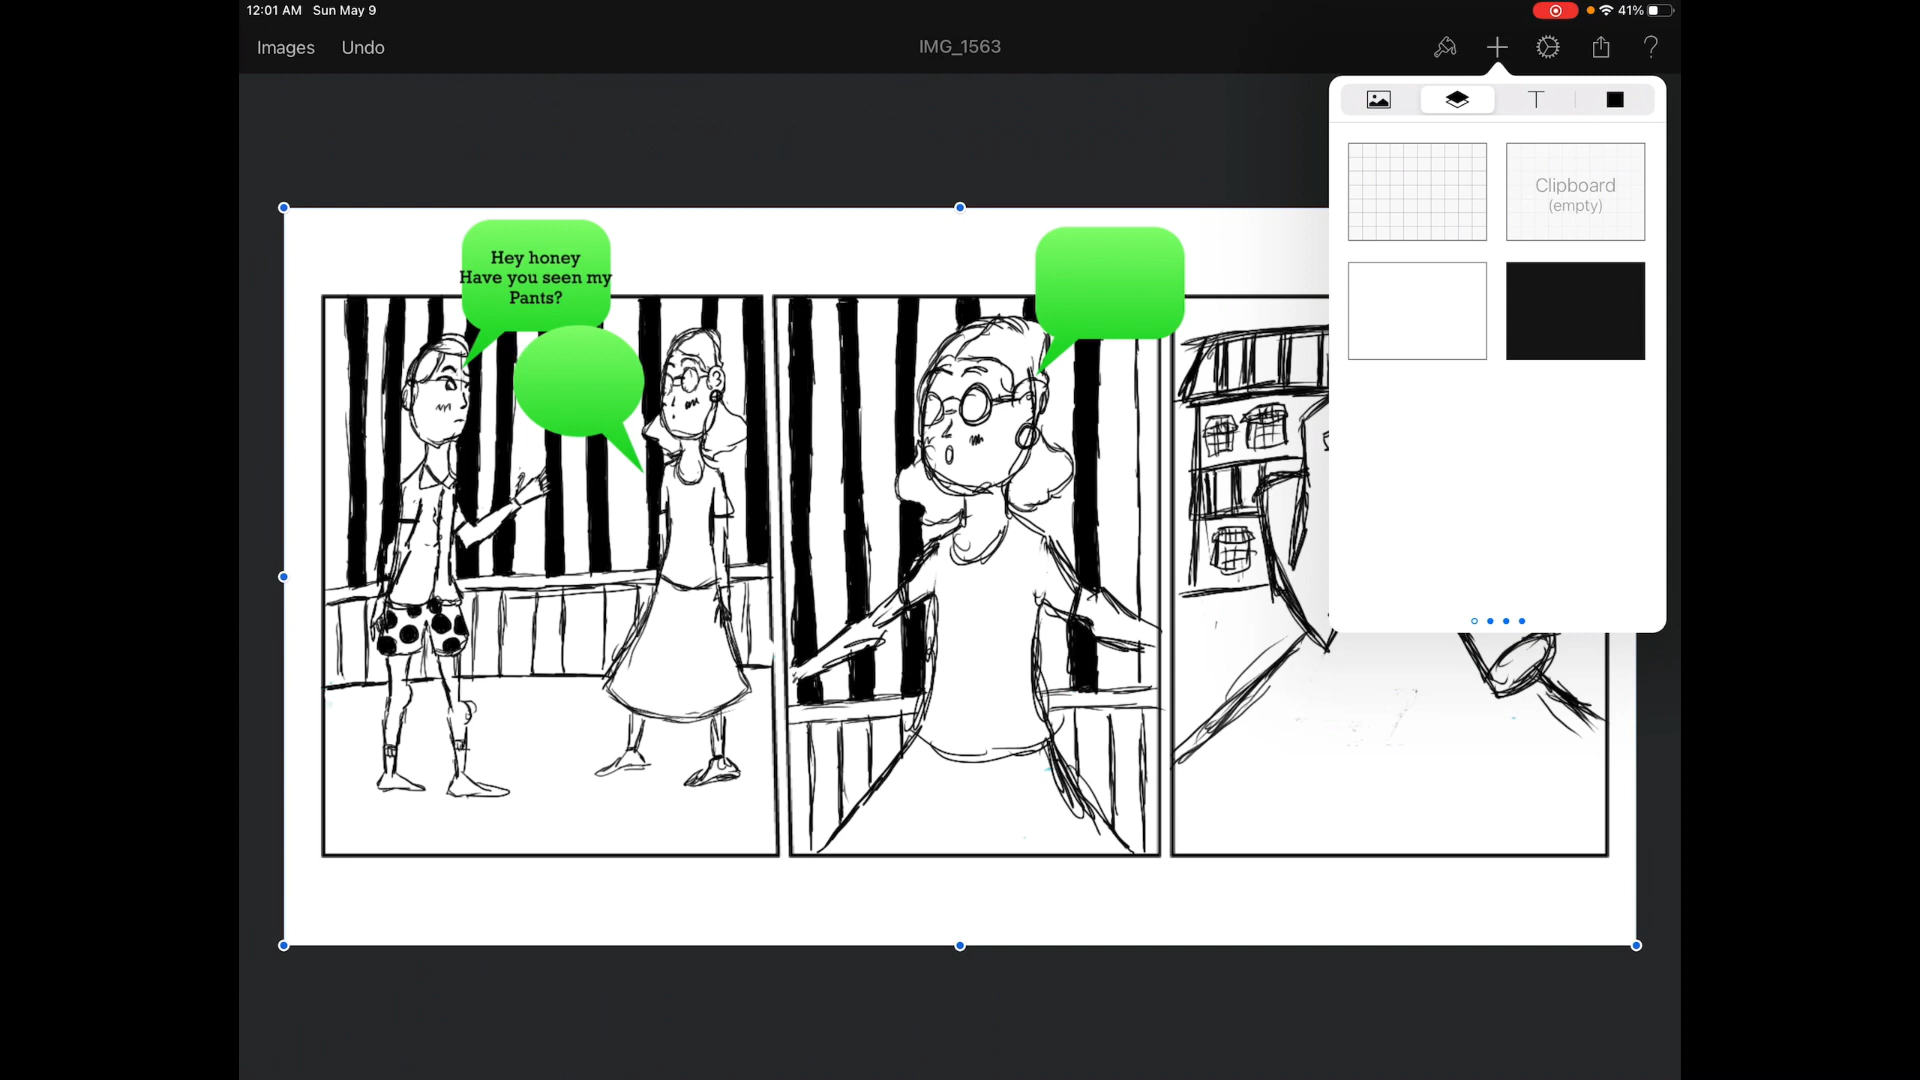 12:01 AM Sun May 9
41%
Images Undo
IMG_1563
?
T
Clipboard
(empty)
Hey honey
Have you seen my
Pants?